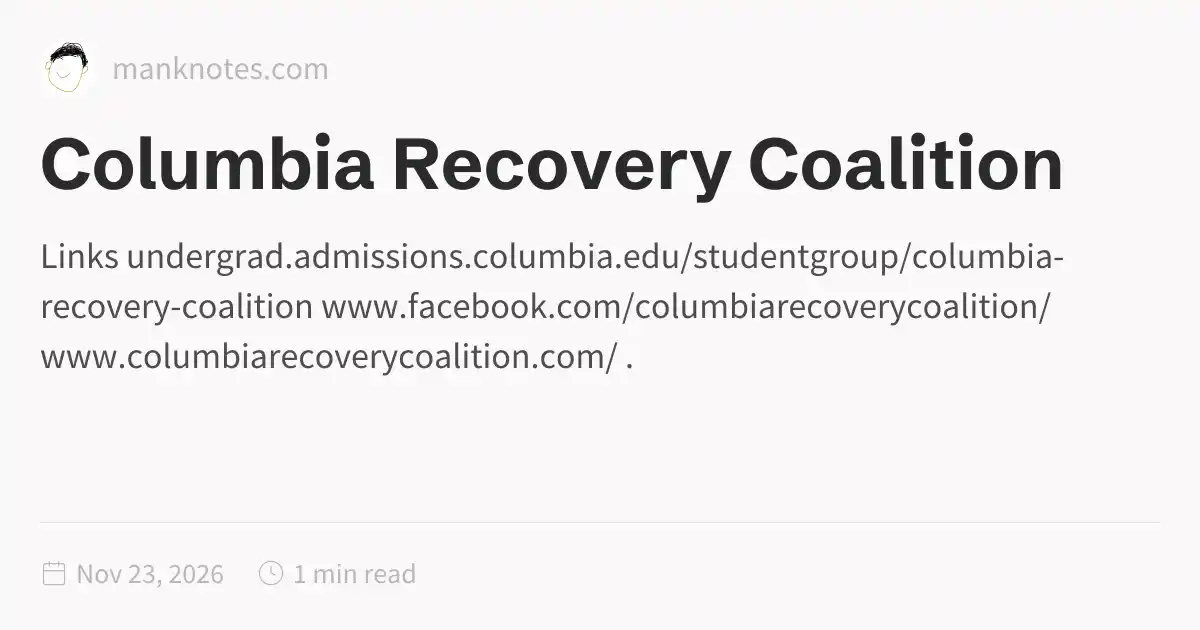 manknotes.com
Columbia Recovery Coalition
Links undergrad.admissions.columbia.edu/studentgroup/columbia-
recovery-coalition www.facebook.com/columbiarecoverycoalition/
www.columbiarecoverycoalition.com/ .
Nov 23, 2026 1 min read